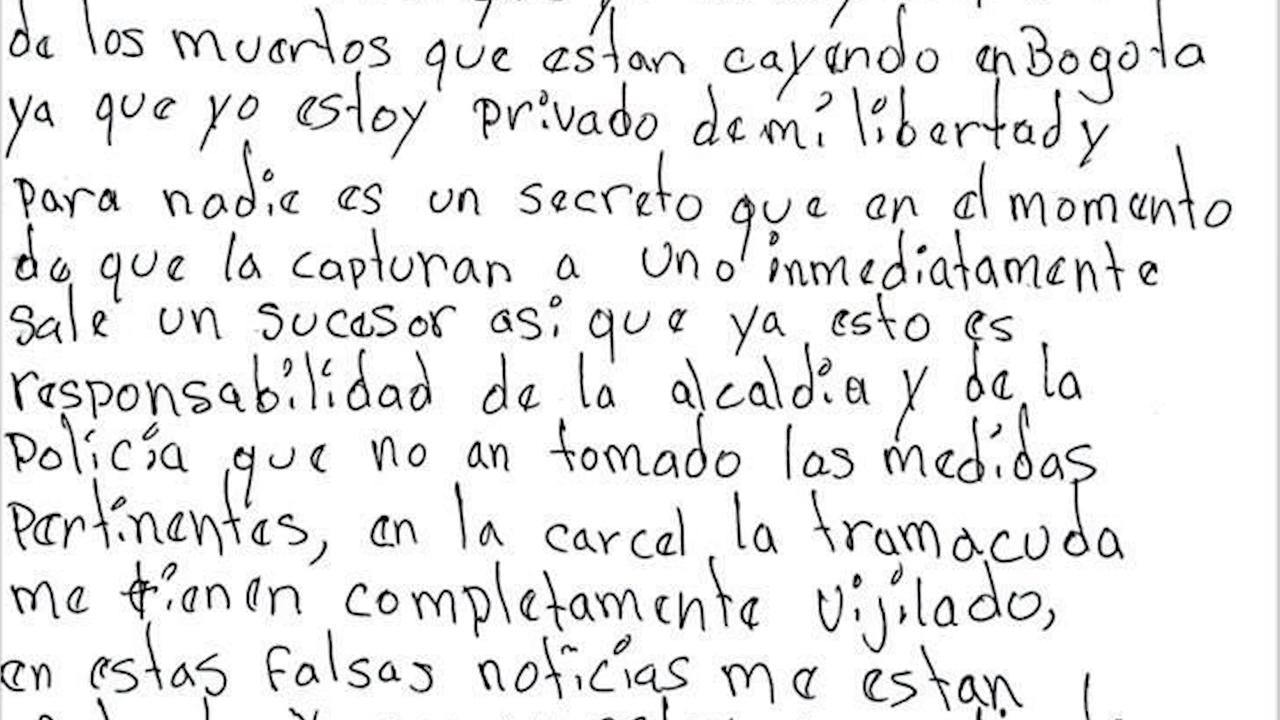 de los muertos que estan cayendo en Bogota
ya que yo estoy privado de mi libertad y
para nadie es un secreto que en el momento
de que la capturan a uno inmediatamente
sale un sucesor asi que ya esto es
responsabilidad de la alcaldia y de la
Policía que no an tomado las medidas
Pertinentes, en la carcel la tramacuda
me tienen completamente vijilado,
en estas falsas noticias me estan